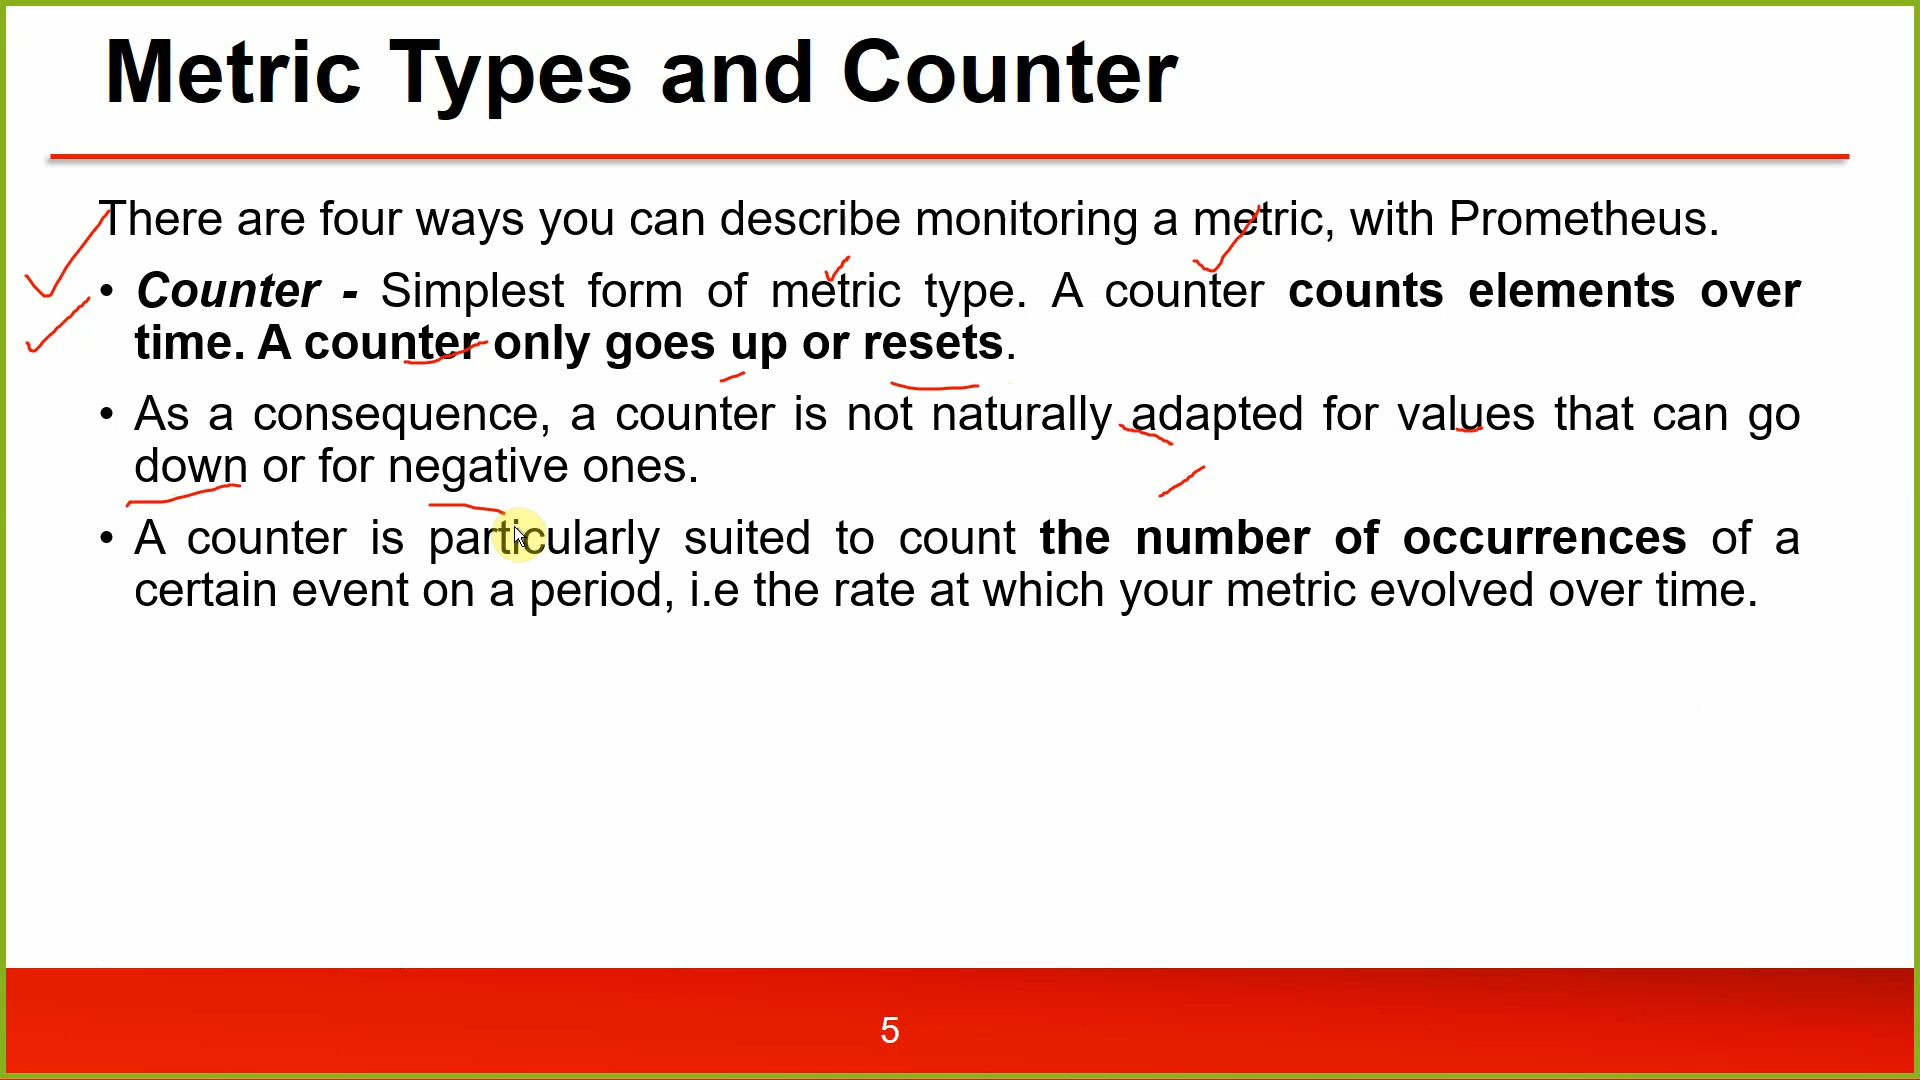 Metric Types and Counter
There are four ways you can describe monitoring a metric, with Prometheus.
• Counter - Simplest form of metric type. A counter counts elements over
time. A counter only goes up or resets.
• As a consequence, a counter is not naturally adapted for values that can go
down or for negative ones.
• A counter is particularly suited to count the number of occurrences of a
certain event on a period, i.e the rate at which your metric evolved over time.
5